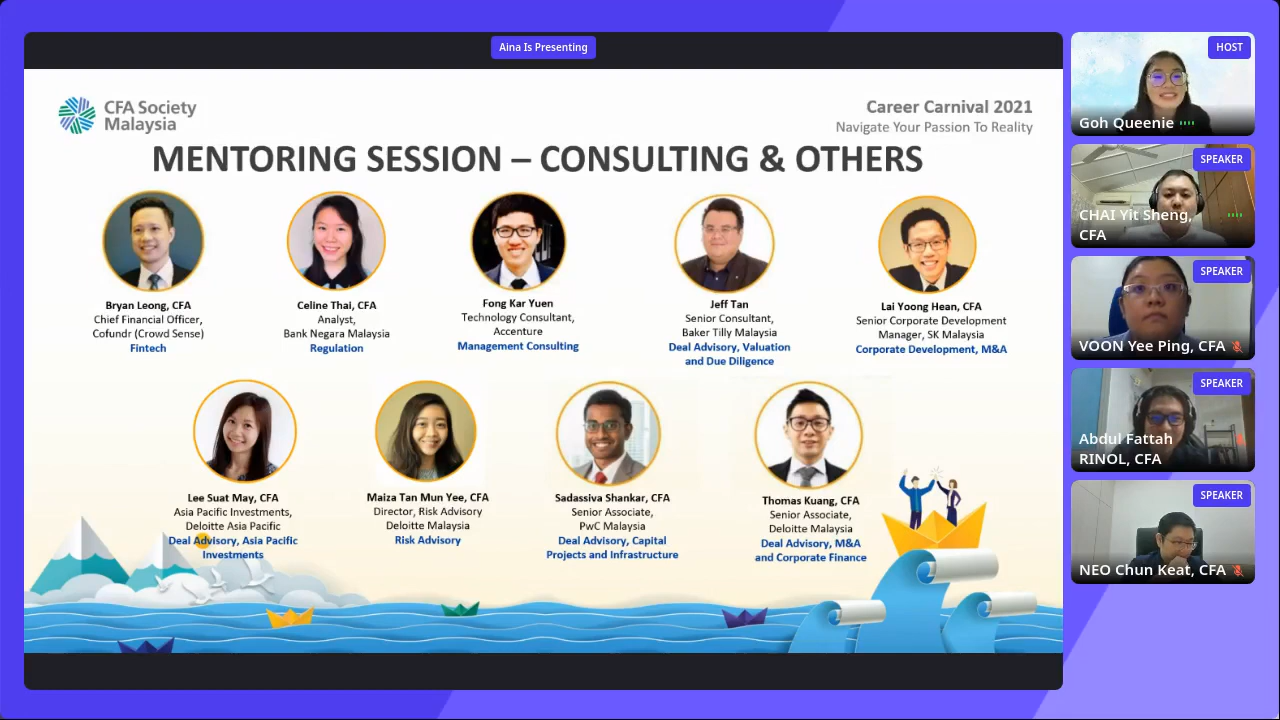 Aina Is Presenting
CFA Society
Malaysia
Career Carnival 2021
Navigate Your Passion To Reality
MENTORING SESSION – CONSULTING & OTHERS
Bryan Leong, CFA
Chief Financial Officer,
Cofundr (Crowd Sense)
Fintech
Celine Thai, CFA
Analyst,
Bank Negara Malaysia
Regulation
Fong Kar Yuen
Technology Consultant,
Accenture
Management Consulting
Jeff Tan
Senior Consultant,
Baker Tilly Malaysia
Deal Advisory, Valuation
and Due Diligence
Lai Yoong Hean, CFA
Senior Corporate Development
Manager, SK Malaysia
Corporate Development, M&A
Lee Suat May, CFA
Asia Pacific Investments,
Deloitte Asia Pacific
Deal Advisory, Asia Pacific
Investments
Maiza Tan Mun Yee, CFA
Director, Risk Advisory
Deloitte Malaysia
Risk Advisory
Sadassiva Shankar, CFA
Senior Associate,
PwC Malaysia
Deal Advisory, Capital
Projects and Infrastructure
Thomas Kuang, CFA
Senior Associate,
Deloitte Malaysia
Deal Advisory, M&A
and Corporate Finance
HOST
Goh Queenie
SPEAKER
CHAI Yit Sheng,
CFA
SPEAKER
VOON Yee Ping, CFA
SPEAKER
Abdul Fattah
RINOL, CFA
SPEAKER
NEO Chun Keat, CFA